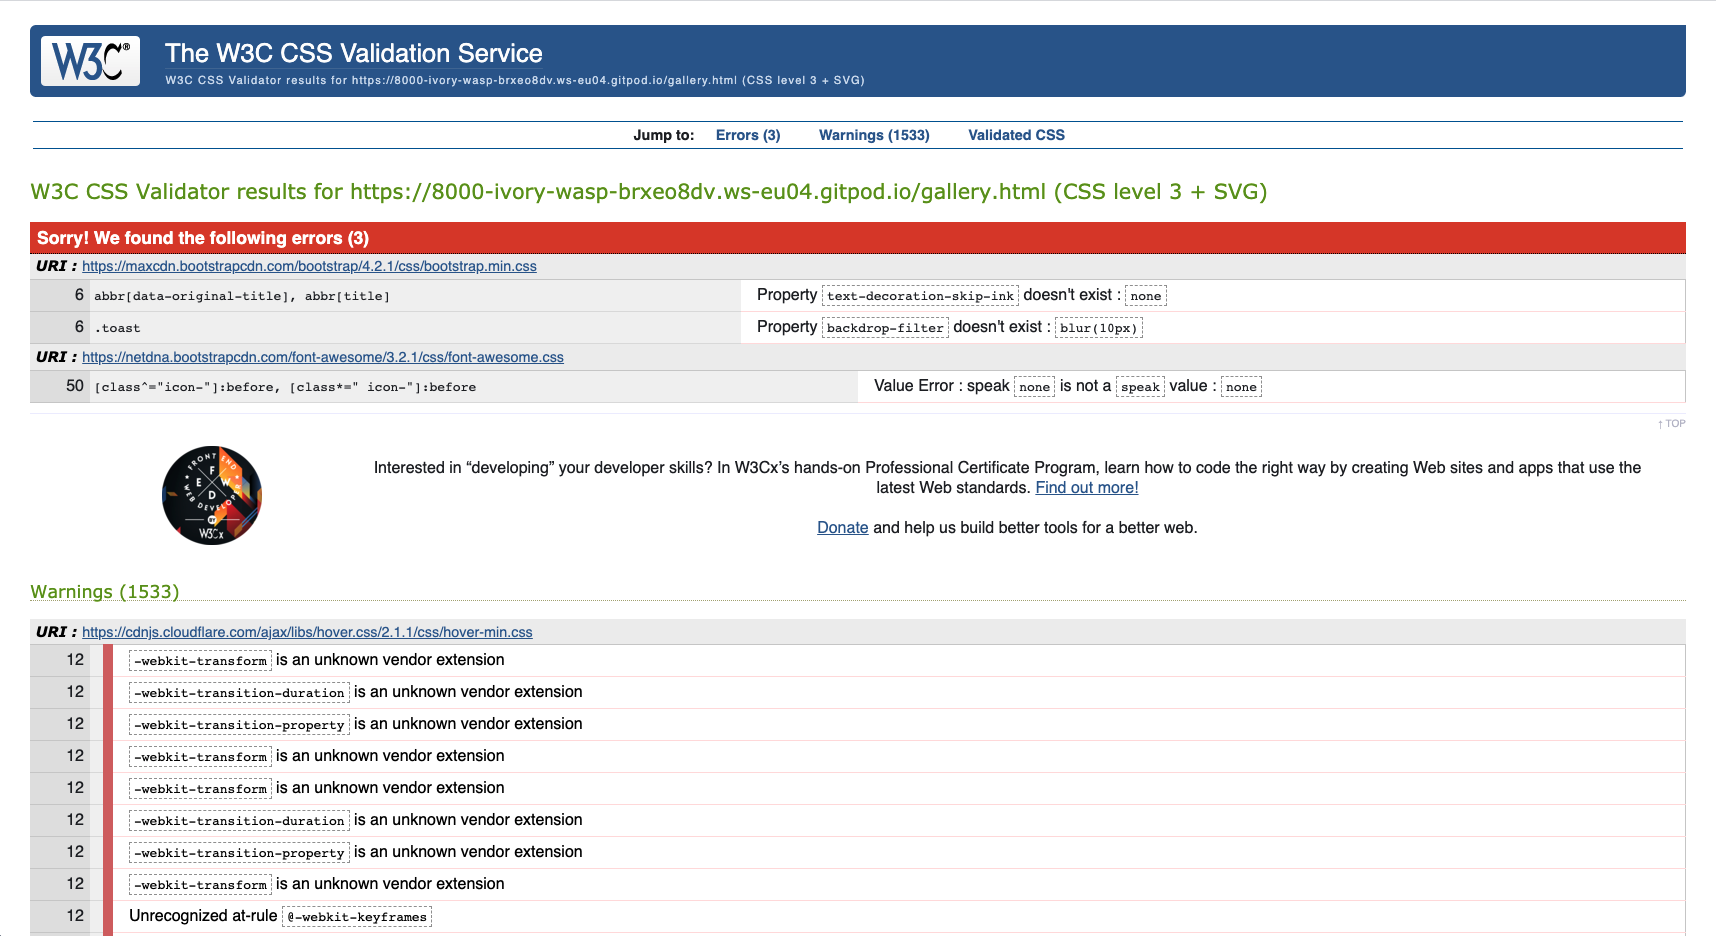 W3C®
The W3C CSS Validation Service
W3C CSS Validator results for https://8000-ivory-wasp-brxeo8dv.ws-eu04.gitpod.io/gallery.html (CSS level 3 + SVG)
Jump to: Errors (3) Warnings (1533) Validated CSS
W3C CSS Validator results for https://8000-ivory-wasp-brxeo8dv.ws-eu04.gitpod.io/gallery.html (CSS level 3 + SVG)
Sorry! We found the following errors (3)
URI : https://maxcdn.bootstrapcdn.com/bootstrap/4.2.1/css/bootstrap.min.css
6 abbr[data-original-title], abbr[title] Property text-decoration-skip-ink doesn't exist : none
6 .toast Property backdrop-filter doesn't exist : blur(10px)
URI : https://netdna.bootstrapcdn.com/font-awesome/3.2.1/css/font-awesome.css
50 [class^="icon-"]:before, [class*=" icon-"]:before Value Error : speak none is not a speak value : none
↑ TOP
FRONT END
F
E W
D
WEB DEVELOPER
BY
W3Cx
Interested in “developing” your developer skills? In W3Cx’s hands-on Professional Certificate Program, learn how to code the right way by creating Web sites and apps that use the
latest Web standards. Find out more!
Donate and help us build better tools for a better web.
Warnings (1533)
URI : https://cdnjs.cloudflare.com/ajax/libs/hover.css/2.1.1/css/hover-min.css
12 -webkit-transform is an unknown vendor extension
12 -webkit-transition-duration is an unknown vendor extension
12 -webkit-transition-property is an unknown vendor extension
12 -webkit-transform is an unknown vendor extension
12 -webkit-transform is an unknown vendor extension
12 -webkit-transition-duration is an unknown vendor extension
12 -webkit-transition-property is an unknown vendor extension
12 -webkit-transform is an unknown vendor extension
12 Unrecognized at-rule @-webkit-keyframes